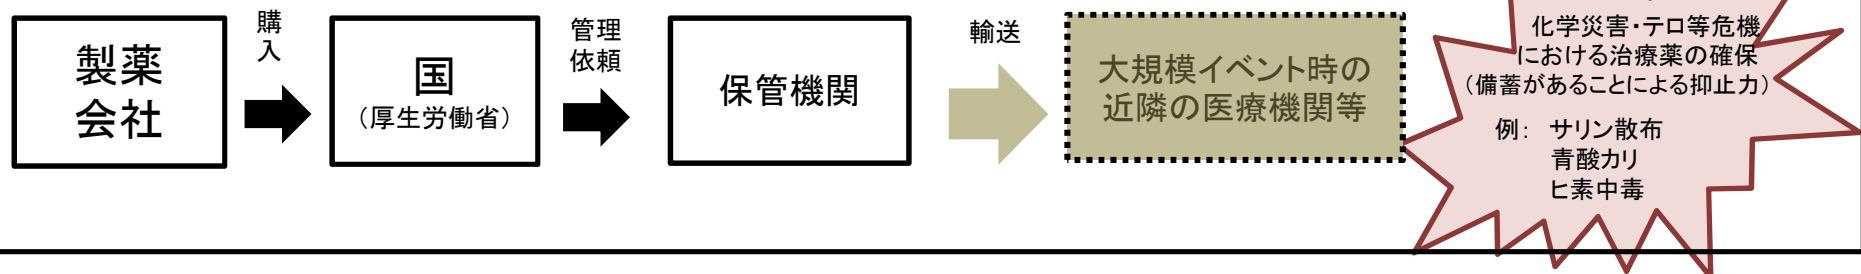 製薬
会社
購
入
国
（厚生労働省）
管理
依頼
保管機関
輸送
大規模イベント時の
近隣の医療機関等
化学災害・テロ等危機
における治療薬の確保
（備蓄があることによる抑止力）
例： サリン散布
青酸カリ
ヒ素中毒